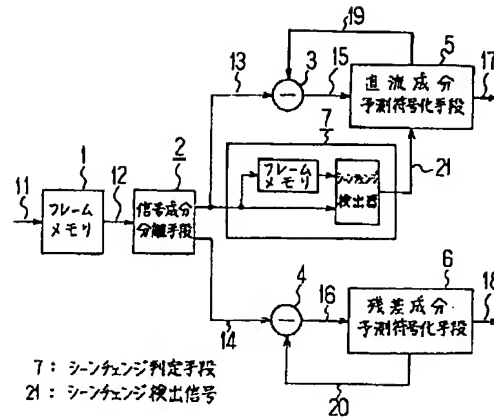 19
5
13
3
15
17
直流成分
予測符号化手段
7
21
1
2
フレーム
メモリ
シーンチェンジ
検出器
11
12
フレーム
メモリ
信号成分
分離手段
6
4
16
18
残差成分
予測符号化手段
14
20
7: シーンチェンジ判定手段
21: シーンチェンジ検出信号